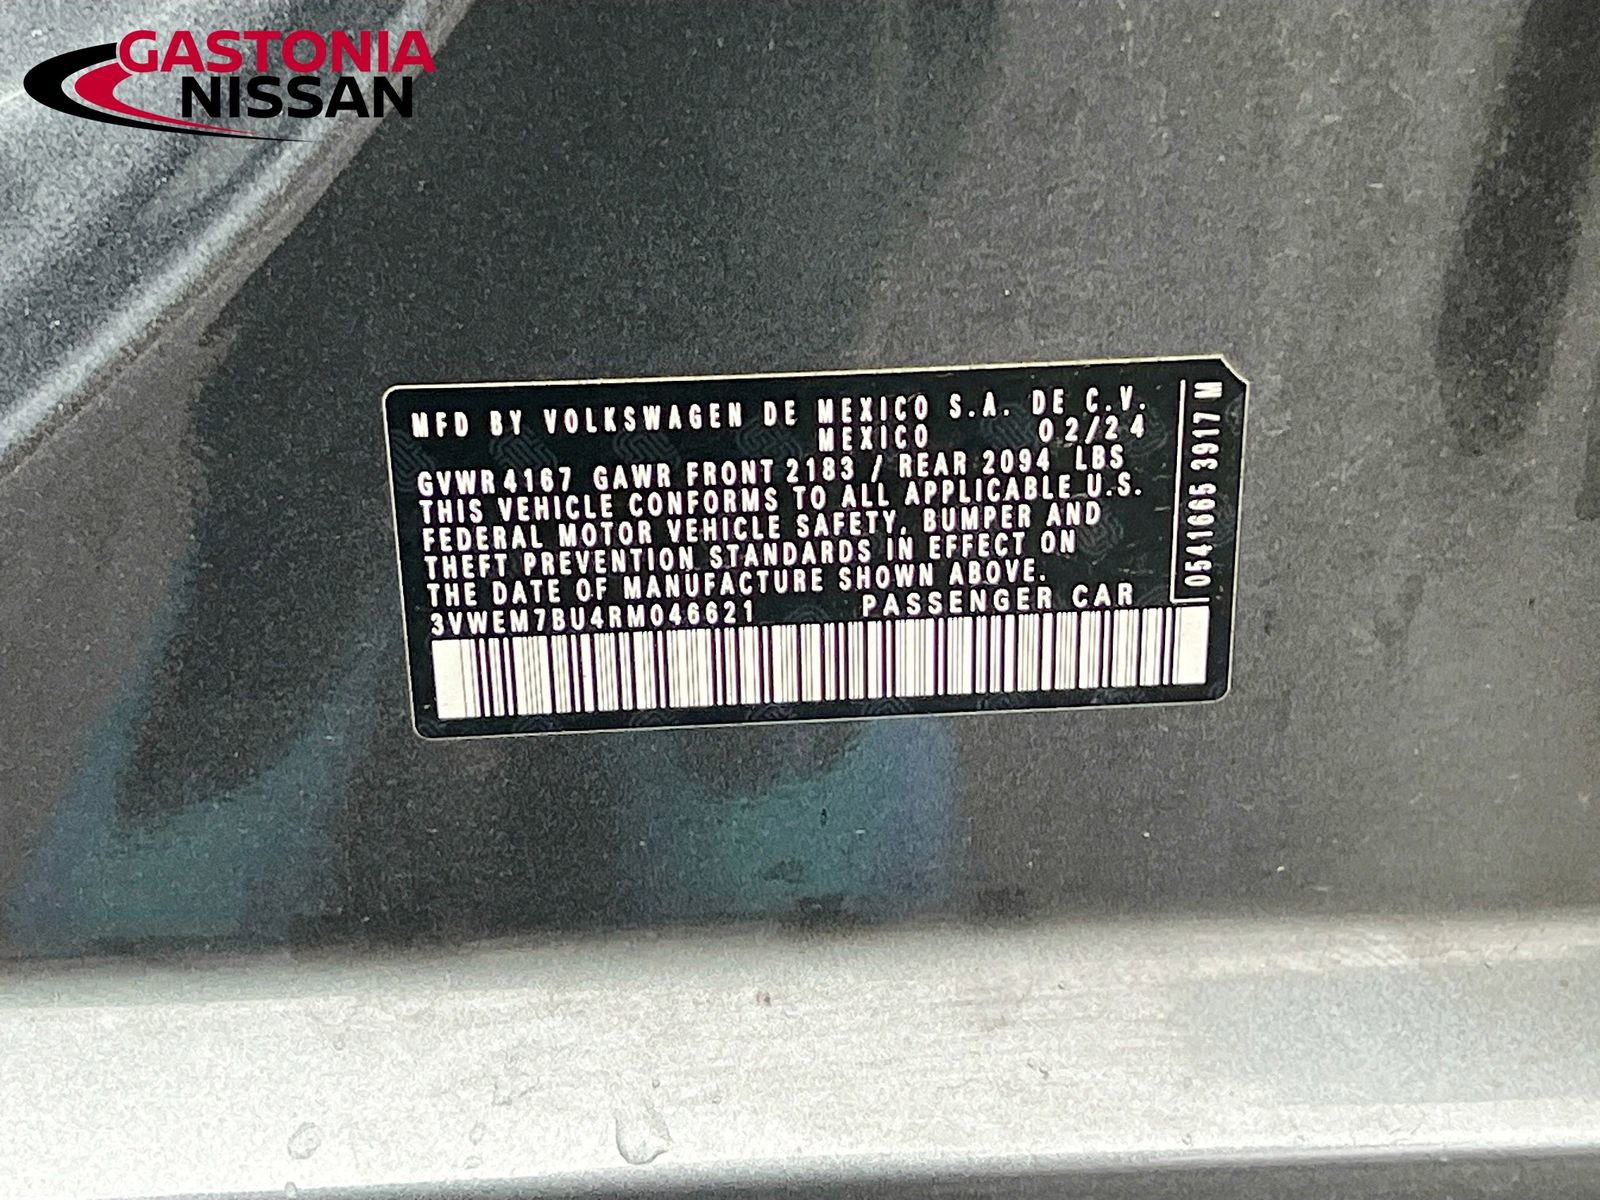 GASTONIA
NISSAN
MFD BY VOLKSWAGEN DE MEXICO S.A. DE C.V.
MEXICO 02/24
GVWR 4167 GAWR FRONT 2183 / REAR 2094 LBS
THIS VEHICLE CONFORMS TO ALL APPLICABLE U.S.
FEDERAL MOTOR VEHICLE SAFETY, BUMPER AND
THEFT PREVENTION STANDARDS IN EFFECT ON
THE DATE OF MANUFACTURE SHOWN ABOVE.
3VWEM7BU4RM046621 PASSENGER CAR
0541665 3917 N